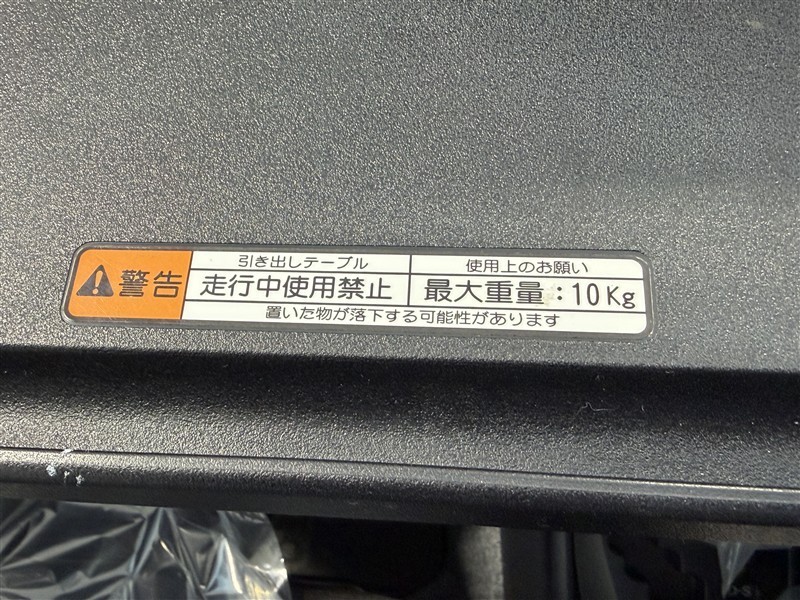 警告
引き出しテーブル
走行中使用禁止
使用上のお願い
最大重量：10Kg
置いた物が落下する可能性があります